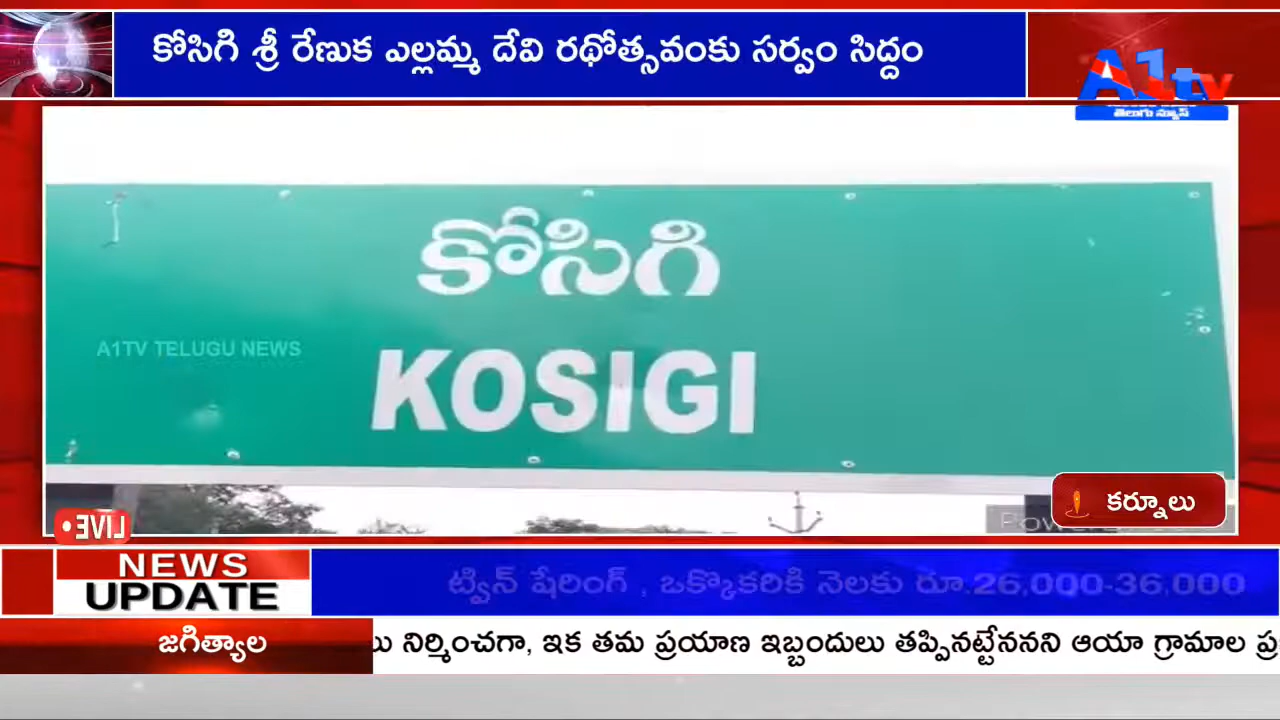 కోసిగి శ్రీ రేణుక ఎల్లమ్మ దేవి రథోత్సవంకు సర్వం సిద్దం
A1tv
తెలుగు న్యూస్
కోసిగి
A1TV TELUGU NEWS
KOSIGI
కర్నూలు
LIVE
NEWS
UPDATE
ట్విన్ షేరింగ్ , ఒక్కొకరికి నెలకు రూ.26,000-36,000
జగిత్యాల
నిర్మించగా, ఇక తమ ప్రయాణ ఇబ్బందులు తప్పినట్టేననని ఆయా గ్రామాల